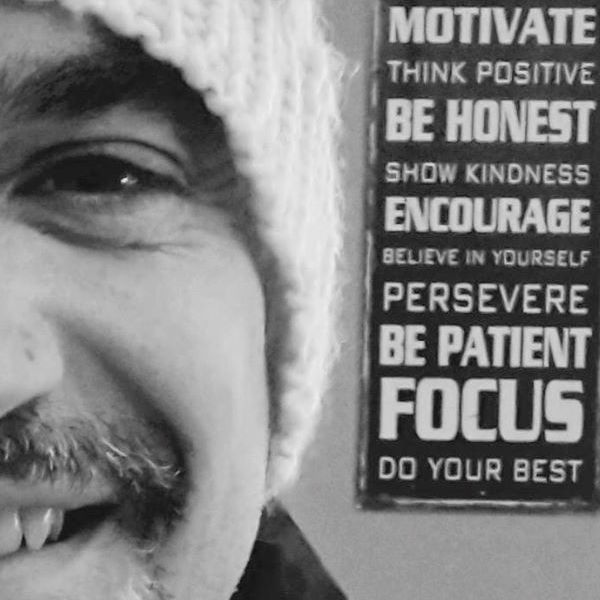 MOTIVATE
THINK POSITIVE
BE HONEST
SHOW KINDNESS
ENCOURAGE
BELIEVE IN YOURSELF
PERSEVERE
BE PATIENT
FOCUS
DO YOUR BEST